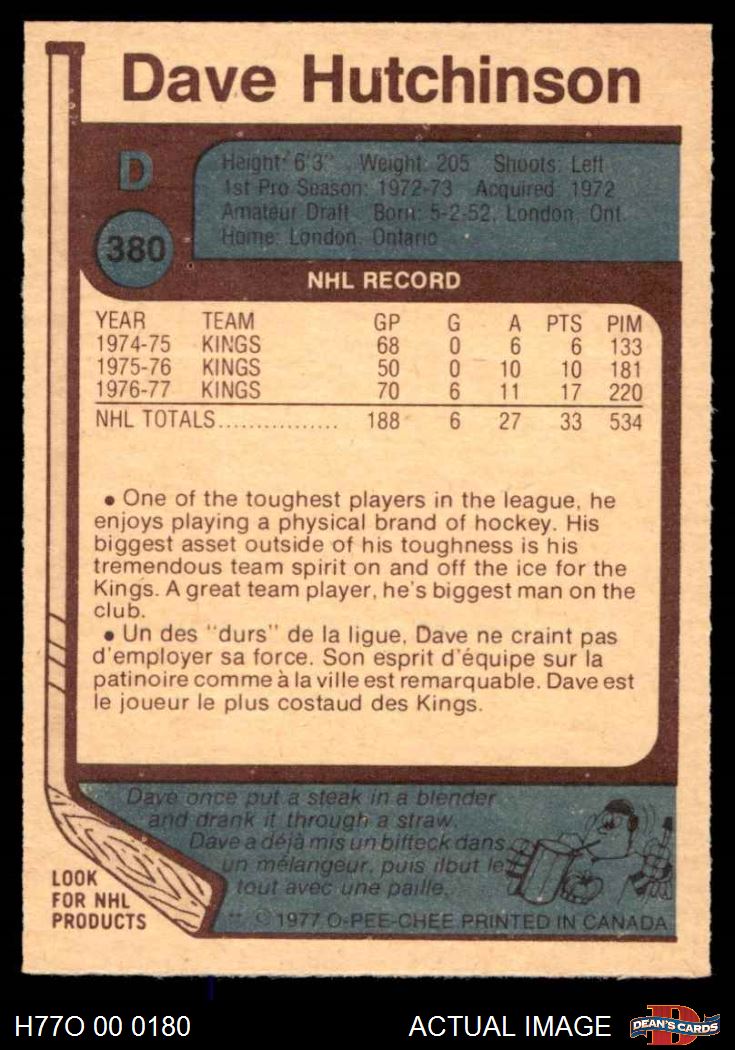 Dave Hutchinson
D
380
Height 6'3" Weight: 205 Shoots: Left
1st Pro Season: 1972-73 Acquired 1972
Amateur Draft Born: 5-2-52, London, Ont.
Home: London, Ontario
NHL RECORD
YEAR TEAM GP G A PTS PIM
1974-75 KINGS 68 0 6 6 133
1975-76 KINGS 50 0 10 10 181
1976-77 KINGS 70 6 11 17 220
NHL TOTALS................ 188 6 27 33 534
• One of the toughest players in the league, he
enjoys playing a physical brand of hockey. His
biggest asset outside of his toughness is his
tremendous team spirit on and off the ice for the
Kings. A great team player, he's biggest man on the
club.
• Un des "durs" de la ligue, Dave ne craint pas
d'employer sa force. Son esprit d'équipe sur la
patinoire comme à la ville est remarquable. Dave est
le joueur le plus costaud des Kings.
Dave once put a steak in a blender
and drank it through a straw.
Dave a déjà mis un bifteck dans
un mélangeur, puis ilbut le
tout avec une paille.
LOOK
FOR NHL
PRODUCTS
** © 1977 O-PEE-CHEE PRINTED IN CANADA
H77O 00 0180
ACTUAL IMAGE
D
DEAN'S CARDS